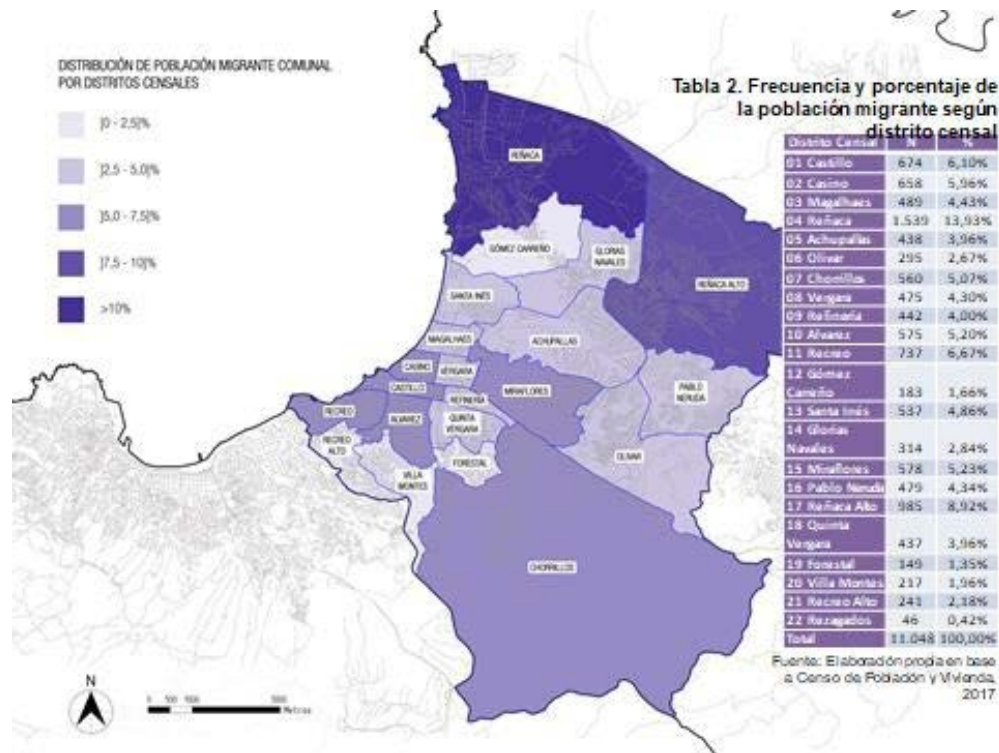 DISTRIBUCIÓN DE POBLACIÓN MIGRANTE COMUNAL
POR DISTRITOS CENSALES
]0 - 2,5]%
]2,5 - 5,0]%
]5,0 - 7,5]%
]7,5 - 10]%
>10%
REÑACA
GÓMEZ CARREÑO
GLORIAS
NAVALES
REÑACA ALTO
SANTA INÉS
MAGALHAES
ACHUPALLAS
CASINO
VERGARA
CASTILLO
MIRAFLORES
PABLO
NERUDA
REFINERÍA
RECREO
ALVAREZ
QUINTA
VERGARA
RECREO
ALTO
FORESTAL
OLIVAR
VILLA
MONTES
CHORRILLOS
N
0 500 1000 3000
Metros
Tabla 2. Frecuencia y porcentaje de
la población migrante según
distrito censal
Distrito Censal N %
01 Castillo 674 6,10%
02 Casino 658 5,96%
03 Magalhaes 489 4,43%
04 Reñaca 1.539 13,93%
05 Achupallas 438 3,96%
06 Olivar 295 2,67%
07 Chorrillos 560 5,07%
08 Vergara 475 4,30%
09 Refinería 442 4,00%
10 Alvarez 575 5,20%
11 Recreo 737 6,67%
12 Gómez
Carreño 183 1,66%
13 Santa Inés 537 4,86%
14 Glorias
Navales 314 2,84%
15 Miraflores 578 5,23%
16 Pablo Neruda 479 4,34%
17 Reñaca Alto 985 8,92%
18 Quinta
Vergara 437 3,96%
19 Forestal 149 1,35%
20 Villa Montes 217 1,96%
21 Recreo Alto 241 2,18%
22 Rezagados 46 0,42%
Total 11.048 100,00%
Fuente: Elaboración propia en base
a Censo de Población y Vivienda,
2017